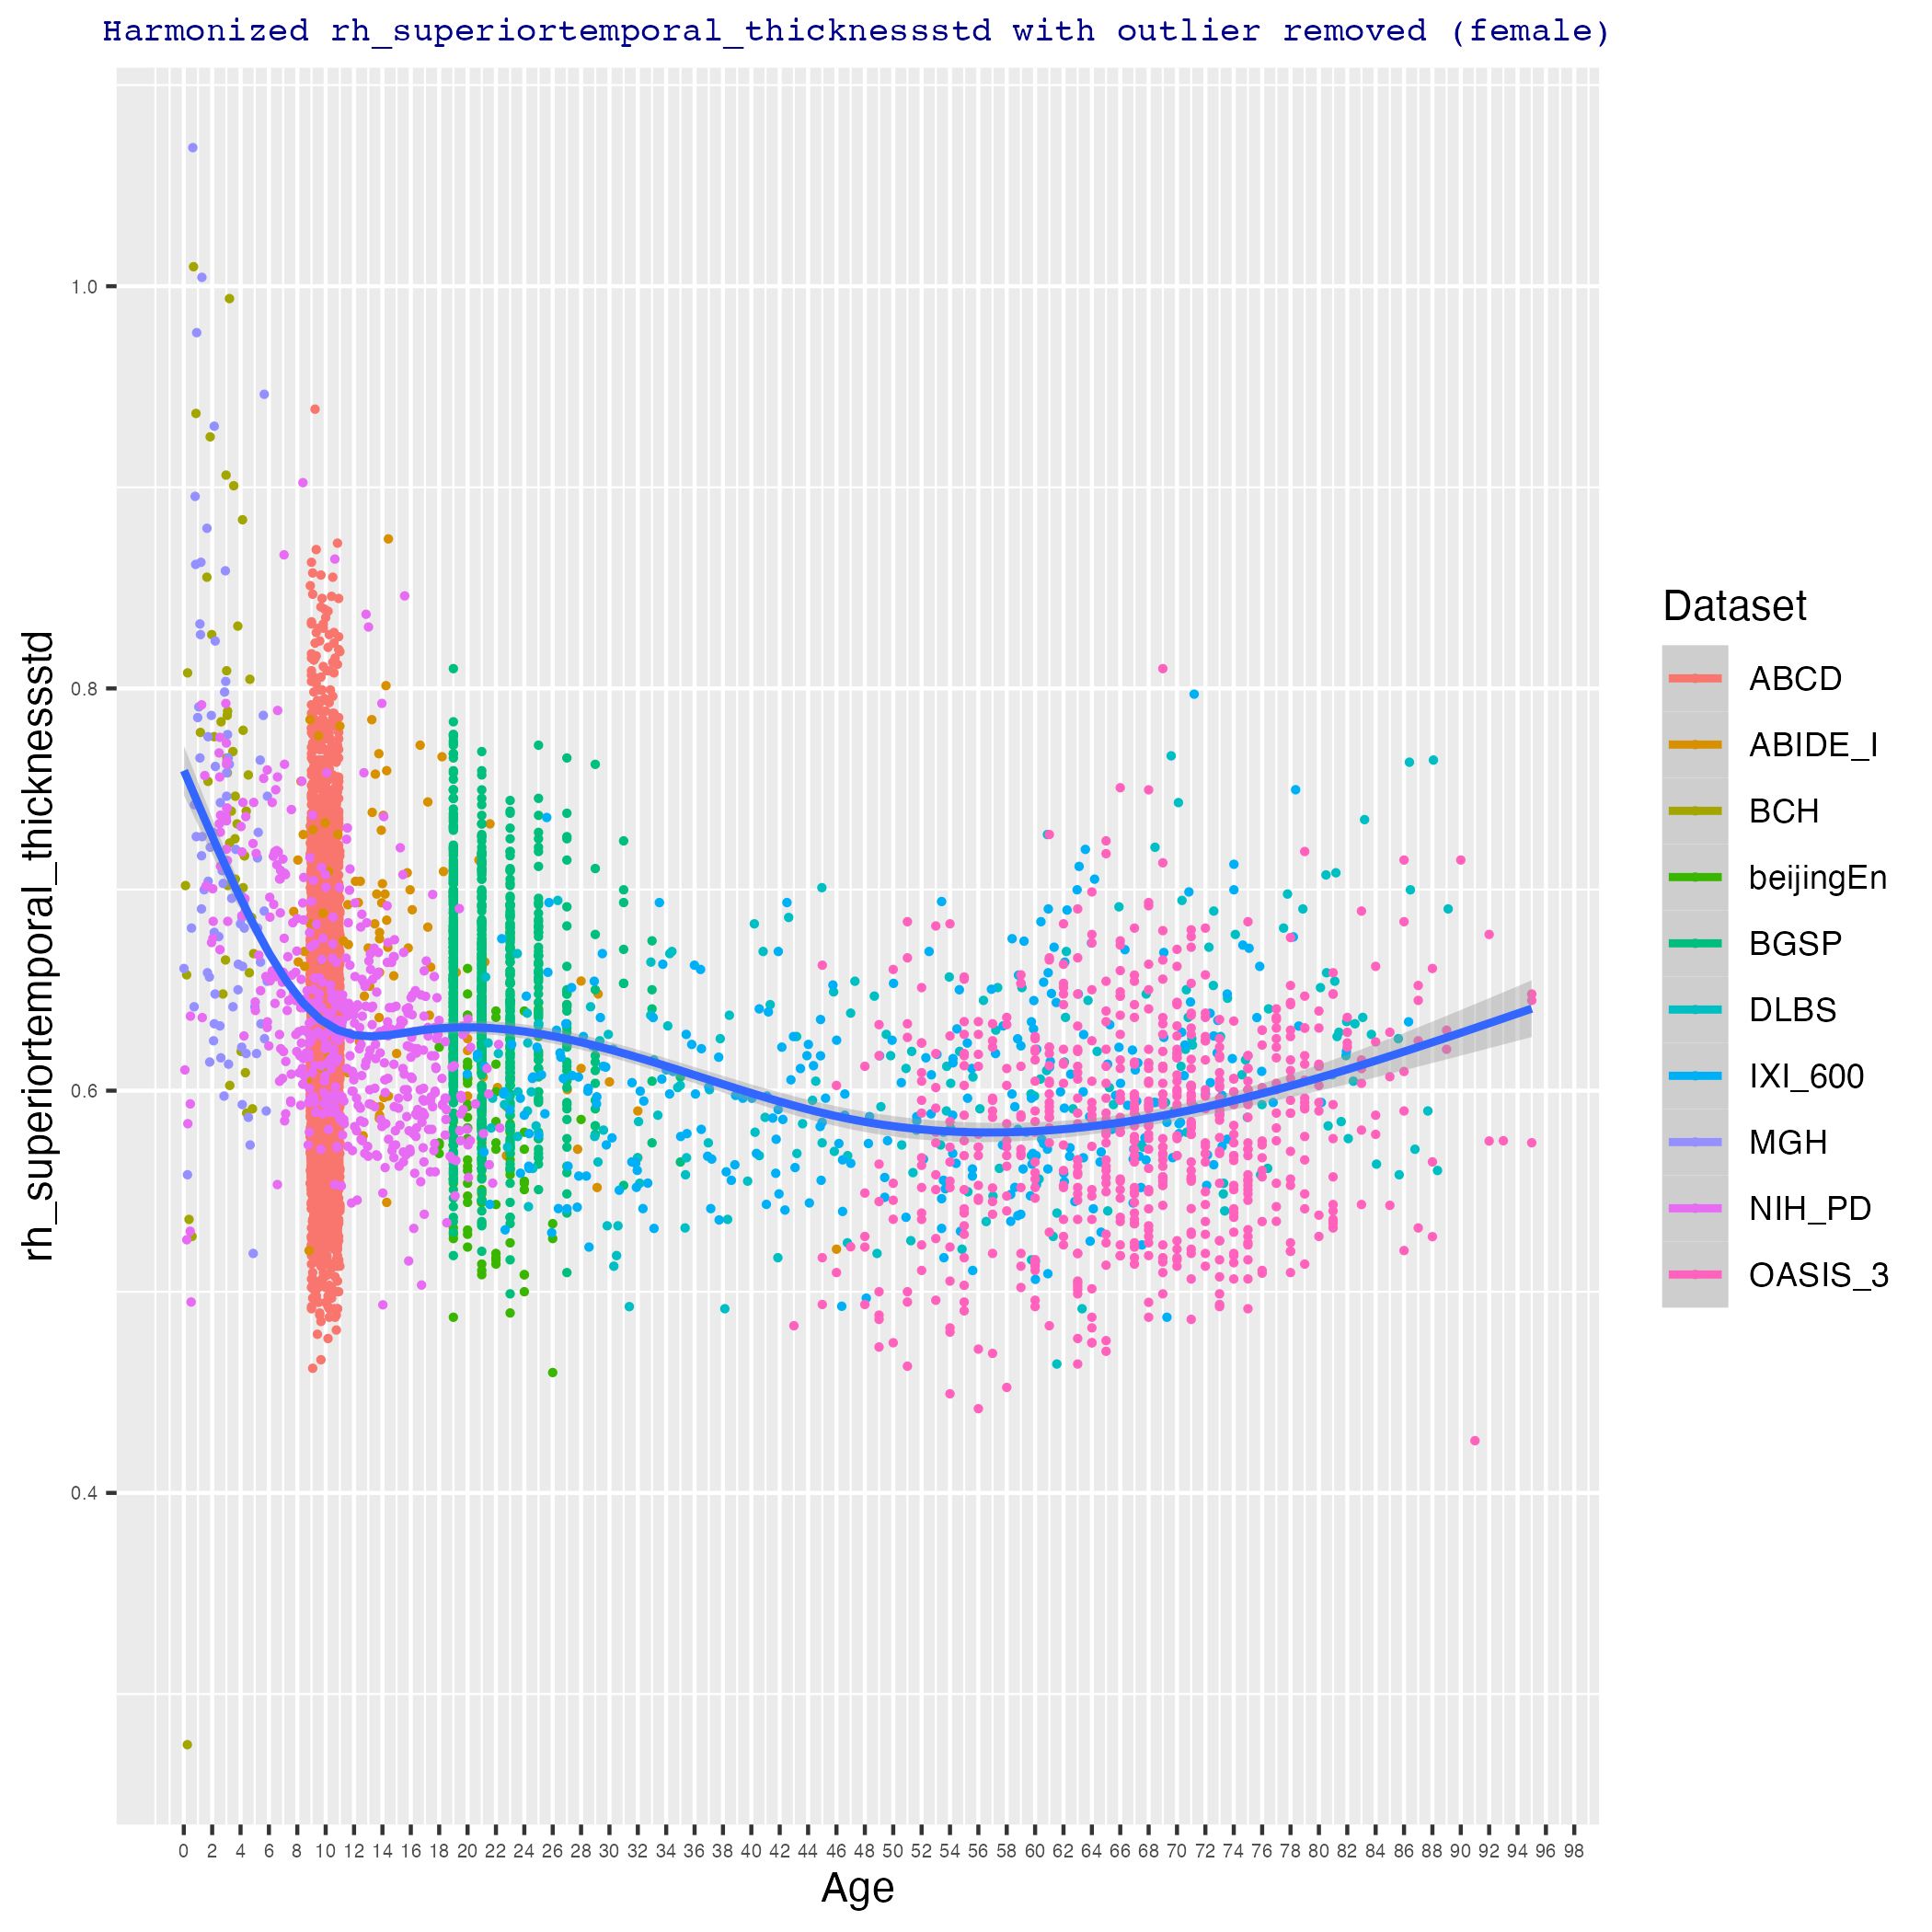 Harmonized rh_superiortemporal_thicknessstd with outlier removed (female)
rh_superiortemporal_thicknessstd
1.0
0.8
0.6
0.4
0 2 4 6 8 10 12 14 16 18 20 22 24 26 28 30 32 34 36 38 40 42 44 46 48 50 52 54 56 58 60 62 64 66 68 70 72 74 76 78 80 82 84 86 88 90 92 94 96 98
Age
Dataset
ABCD
ABIDE_I
BCH
beijingEn
BGSP
DLBS
IXI_600
MGH
NIH_PD
OASIS_3